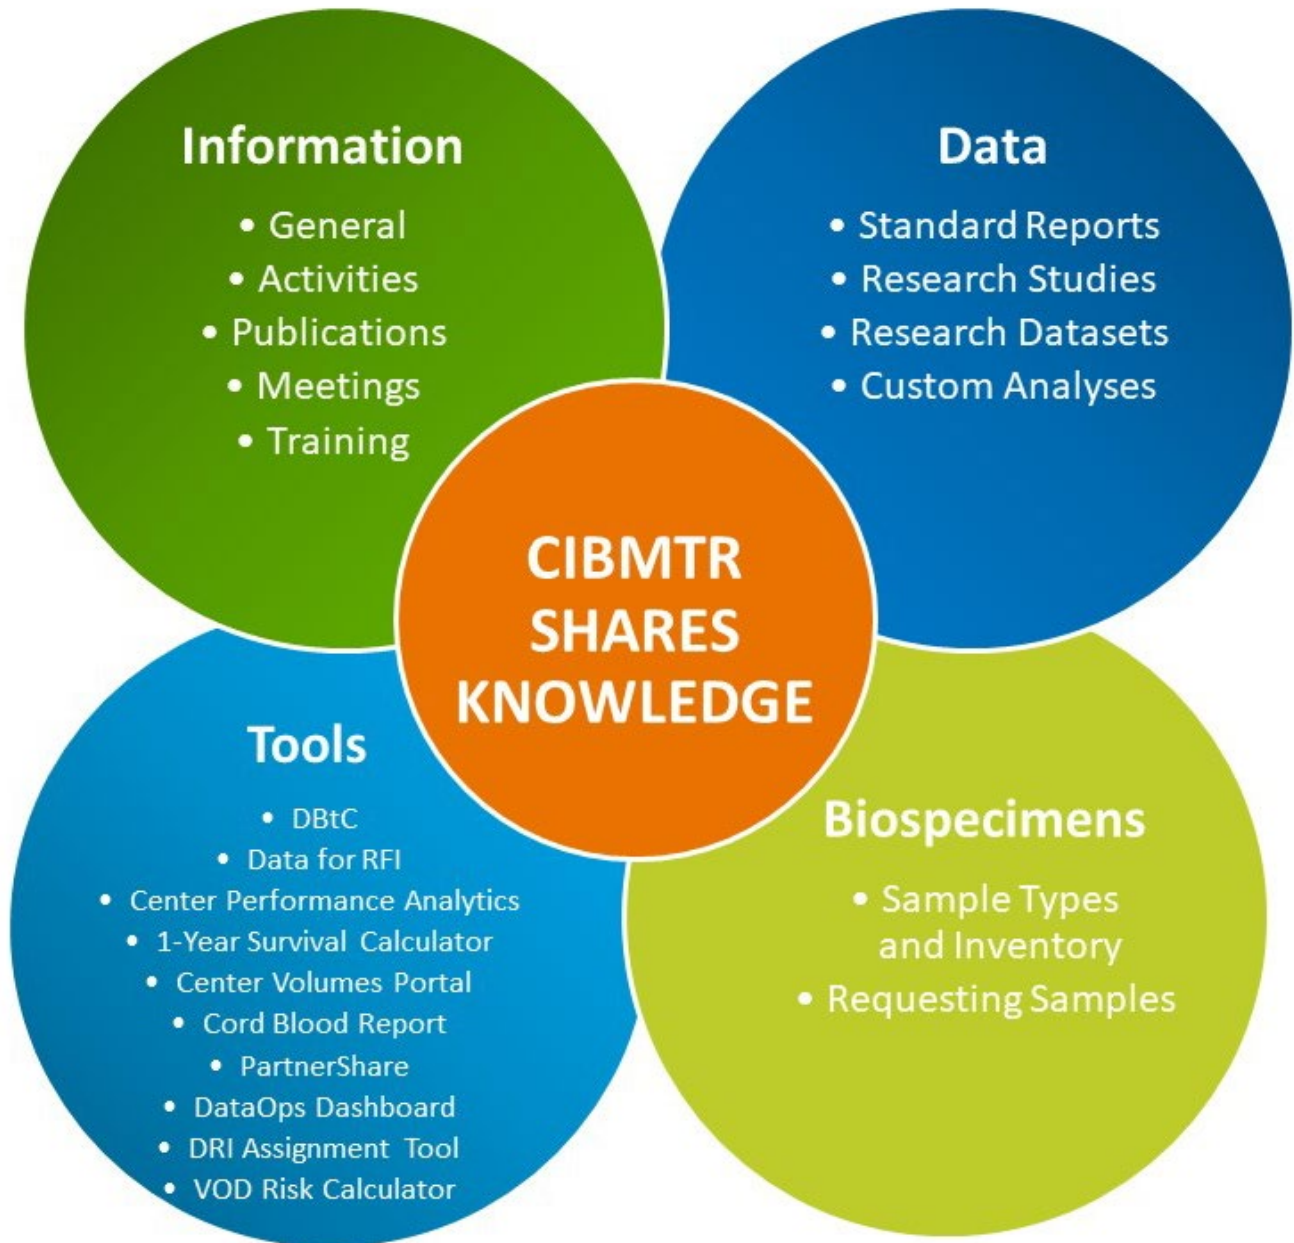 Information
• General
• Activities
• Publications
• Meetings
• Training
Data
• Standard Reports
• Research Studies
• Research Datasets
• Custom Analyses
CIBMTR
SHARES
KNOWLEDGE
Tools
• DBtC
• Data for RFI
• Center Performance Analytics
• 1-Year Survival Calculator
• Center Volumes Portal
• Cord Blood Report
• PartnerShare
• DataOps Dashboard
• DRI Assignment Tool
• VOD Risk Calculator
Biospecimens
• Sample Types
and Inventory
• Requesting Samples